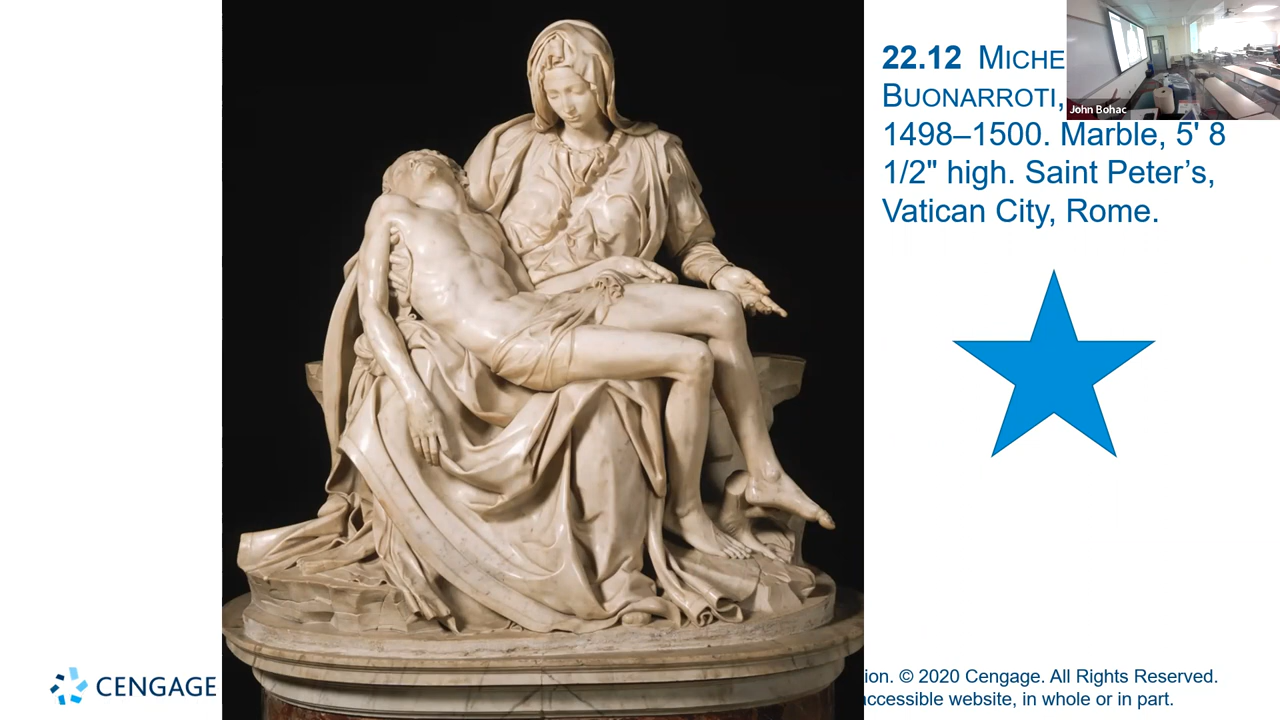 22.12 MICHE
BUONARROTI,
1498–1500. Marble, 5' 8
1/2" high. Saint Peter’s,
Vatican City, Rome.
John Bohac
CENGAGE
ion. © 2020 Cengage. All Rights Reserved.
accessible website, in whole or in part.